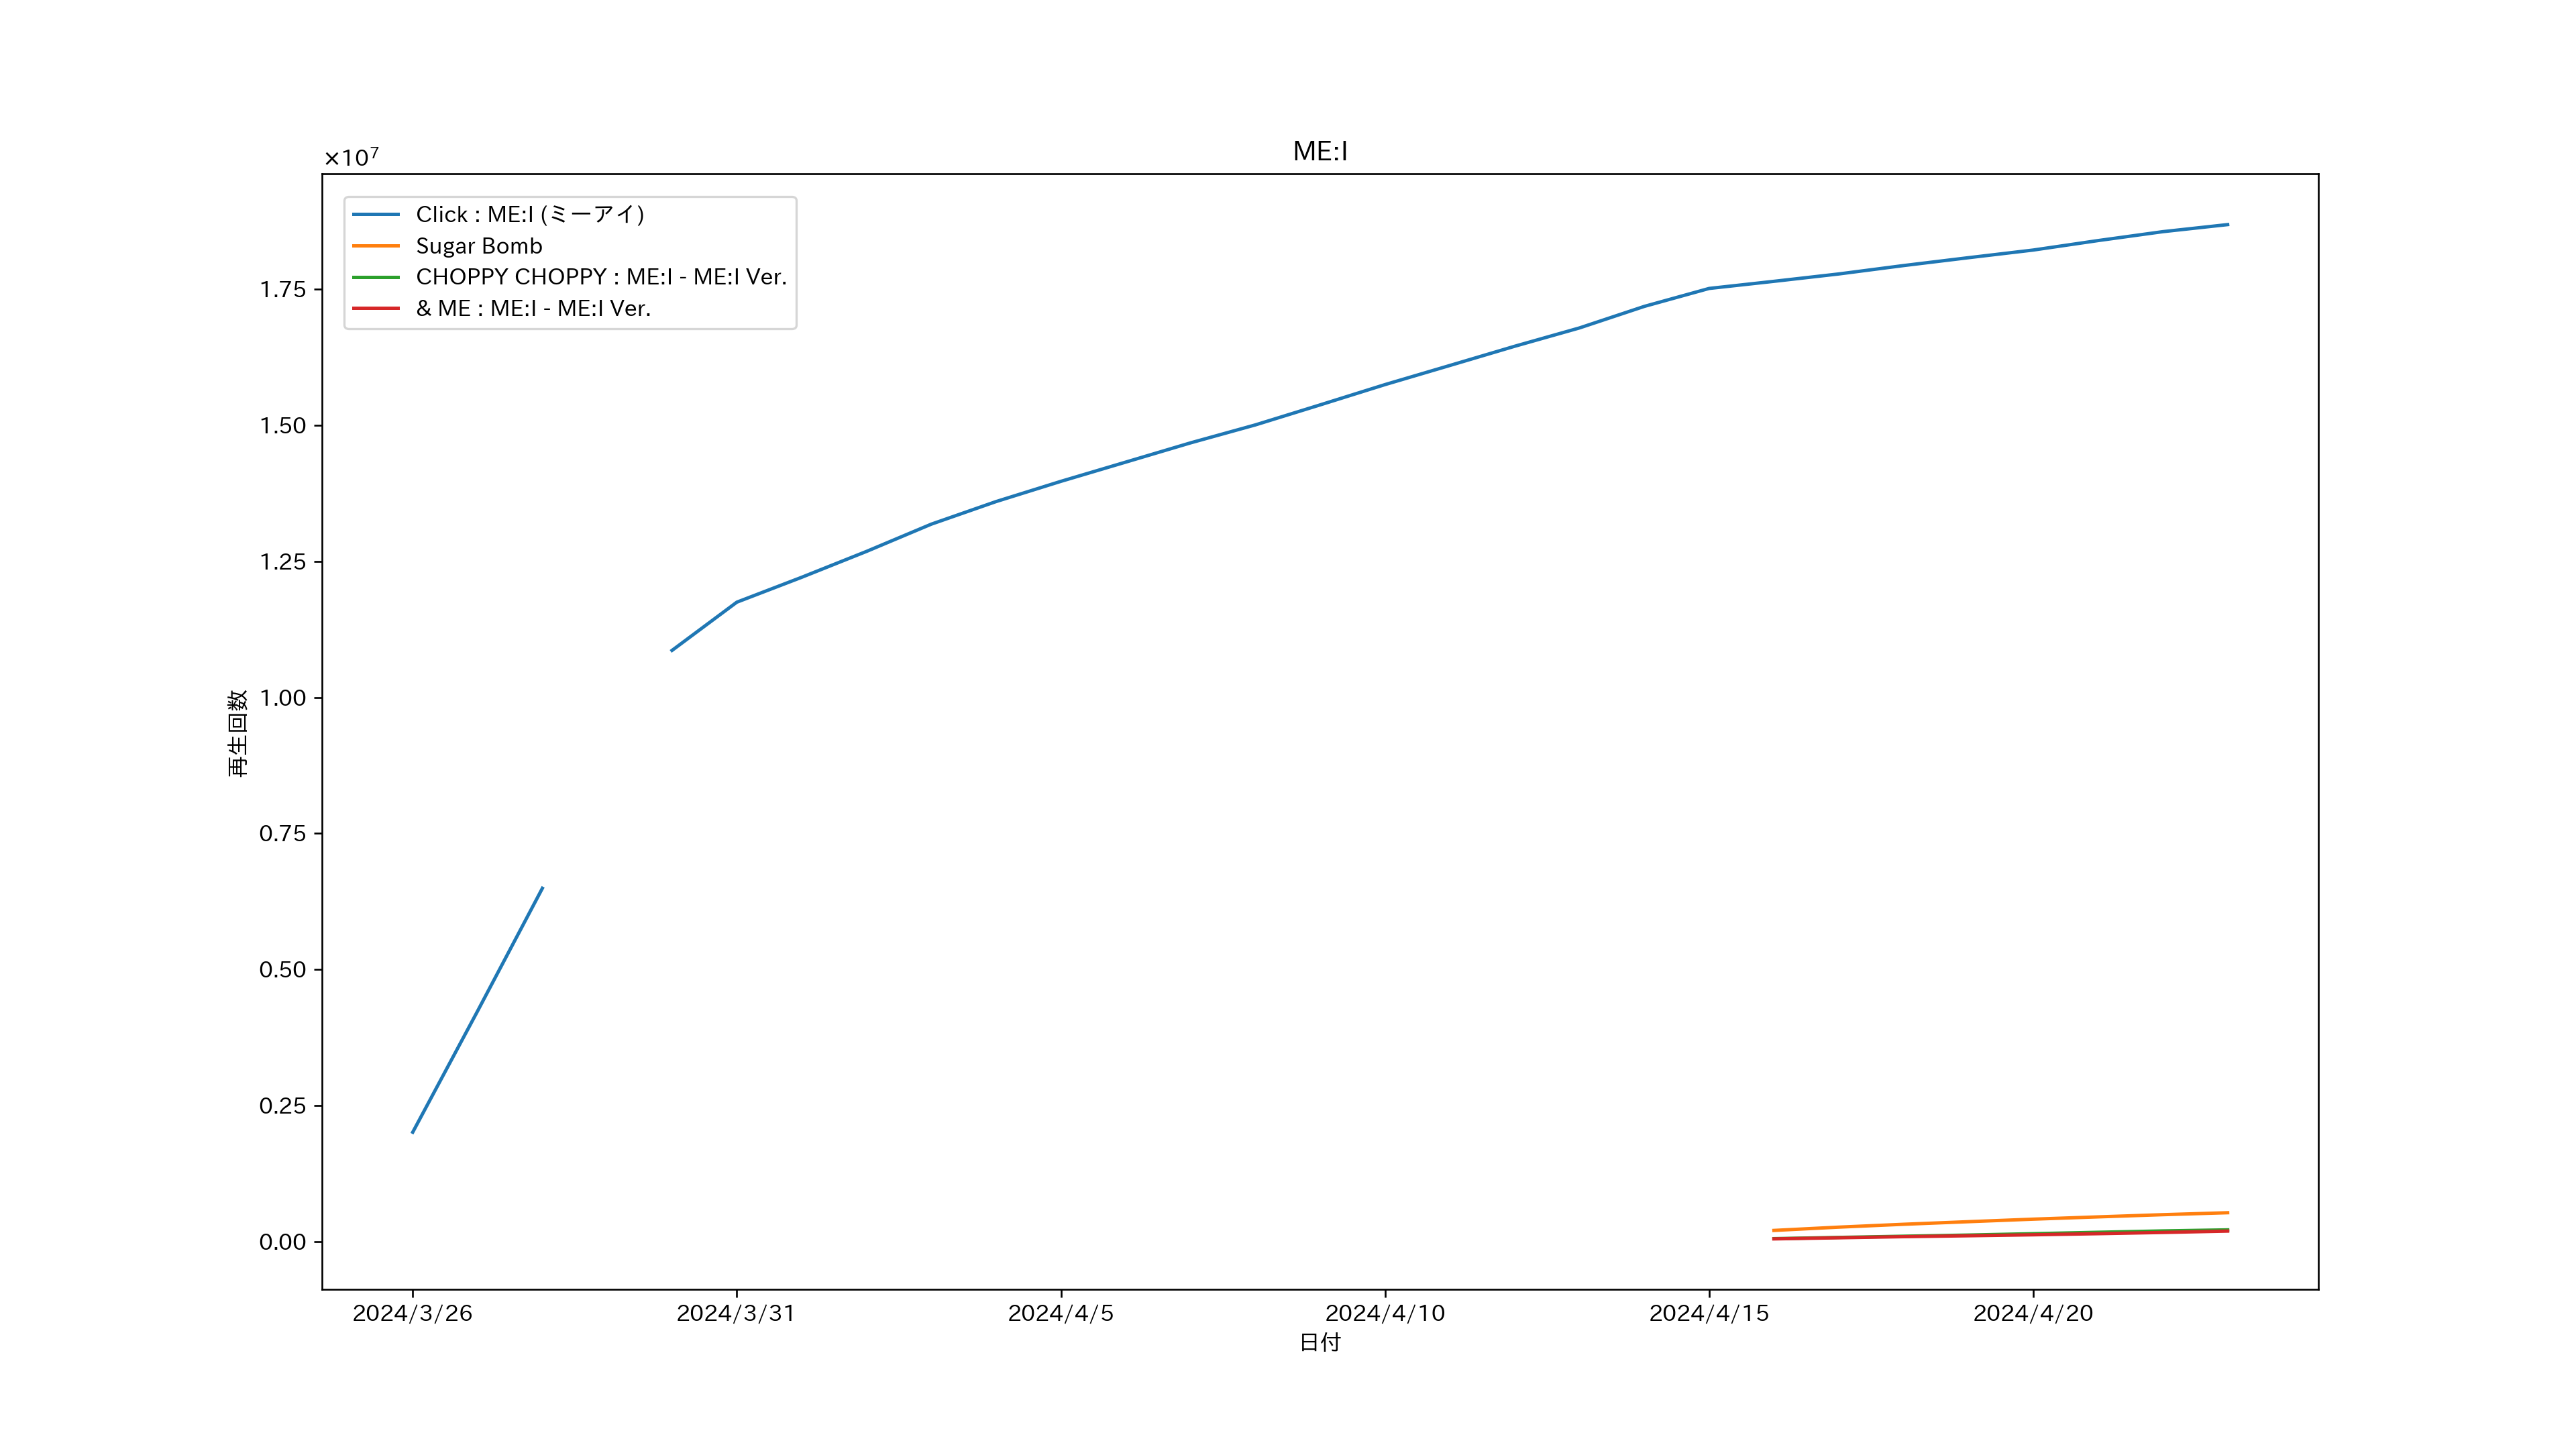 ME:I
×10⁷
Click : ME:I (ミーアイ)
Sugar Bomb
CHOPPY CHOPPY : ME:I - ME:I Ver.
& ME : ME:I - ME:I Ver.
1.75
1.50
1.25
1.00
0.75
0.50
0.25
0.00
再生回数
2024/3/26 2024/3/31 2024/4/5 2024/4/10 2024/4/15 2024/4/20
日付